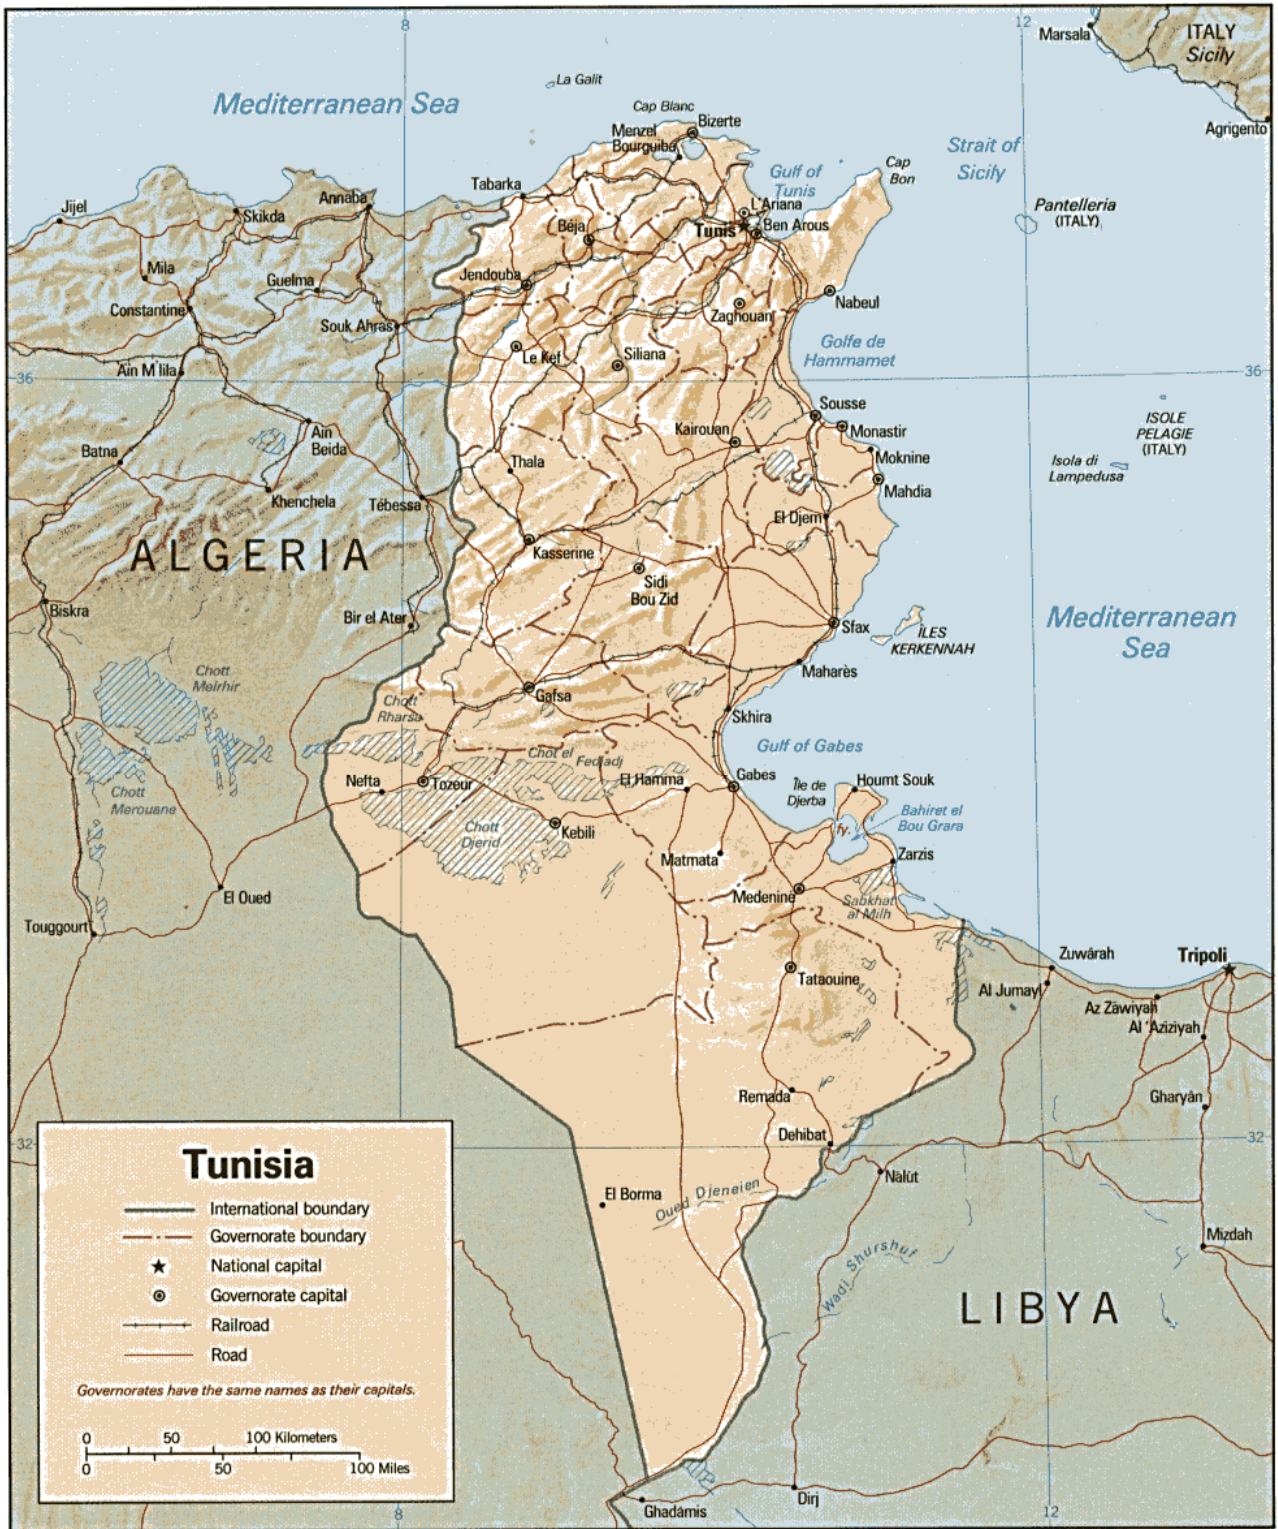 8
12
Marsala
ITALY
Sicily
La Galit
Mediterranean Sea
Cap Blanc
Bizerte
Menzel
Bourguiba
Agrigento
Strait of
Sicily
Cap
Bon
Gulf of
Tunis
Tabarka
Annaba
Jijel
Skikda
L'Ariana
Pantelleria
(ITALY)
Béja
Tunis
Ben Arous
Mila
Guelma
Jendouba
Constantine
Nabeul
Zaghouan
Souk Ahras
Golfe de
Hammamet
Le Kef
Siliana
Aïn M'lila
36
36
Sousse
ISOLE
PELAGIE
(ITALY)
Kairouan
Monastir
Aïn
Beida
Batna
Moknine
Isola di
Lampedusa
Thala
Mahdia
Khenchela
Tébessa
El Djem
ALGERIA
Kasserine
Sidi
Bou Zid
Biskra
Bir el Ater
Sfax
ÎLES
KERKENNAH
Mediterranean
Sea
Maharès
Chott
Melrhir
Gafsa
Chott
Rharsa
Skhira
Gulf of Gabes
Chot el
Fedjadj
Nefta
Tozeur
El Hamma
Gabes
Île de
Djerba
Houmt Souk
Chott
Merouane
Bahiret el
Bou Grara
Chott
Djerid
Kebili
fy.
Matmata
Zarzis
El Oued
Medenine
Sabkhat
al Milh
Touggourt
Zuwārah
Tripoli
Tataouine
Al Jumayl
Az Zāwiyah
Al 'Azīzīyah
Remada
Gharyān
Dehibat
32
32
Nālūt
El Borma
Oued Djeneien
Mizdah
Wadi Shurshuf
LIBYA
Tunisia
International boundary
Governorate boundary
National capital
Governorate capital
Railroad
Road
Governorates have the same names as their capitals.
0 50 100 Kilometers
0 50 100 Miles
Ghadāmis
Dirj
8
12